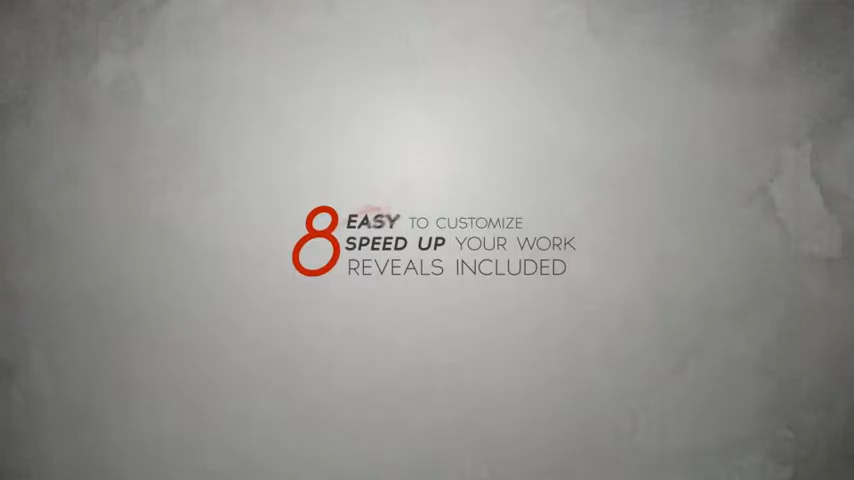 8 EASY TO CUSTOMIZE
SPEED UP YOUR WORK
REVEALS INCLUDED